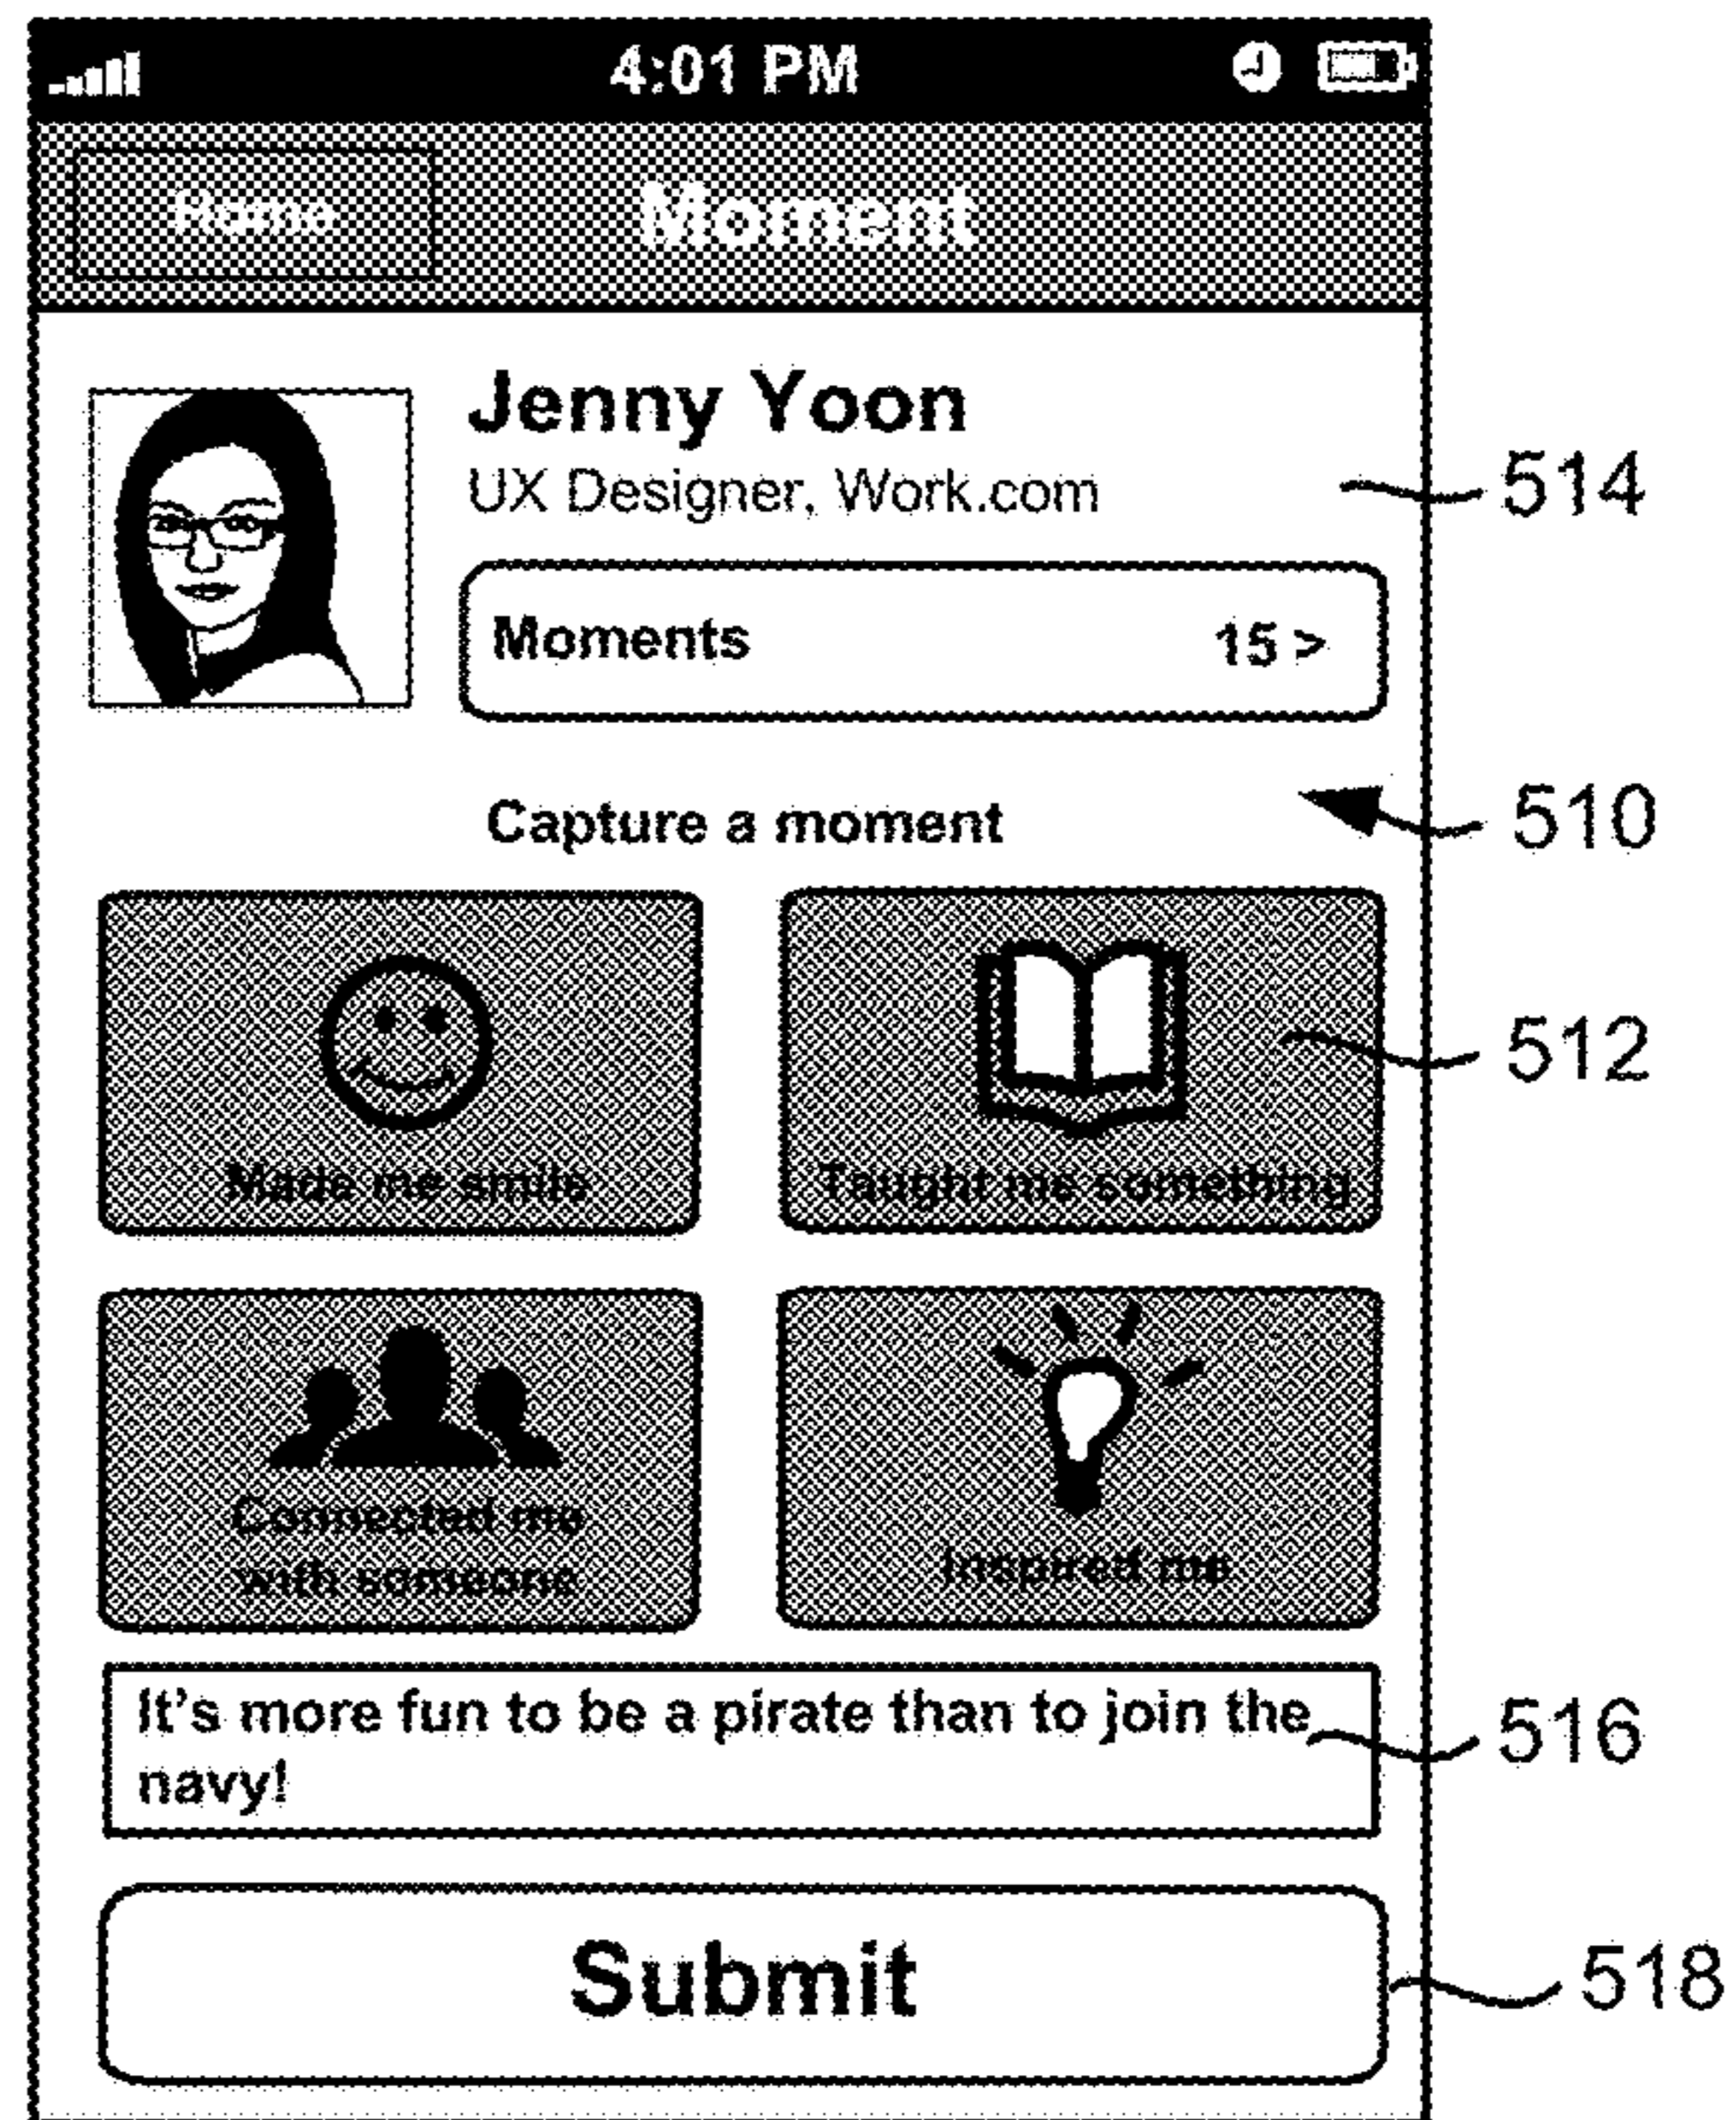 4:01 PM
Home
Moment
Jenny Yoon
UX Designer, Work.com
514
Moments 15 >
Capture a moment
510
512
Made me smile
Taught me something
Connected me
with someone
Inspired me
It's more fun to be a pirate than to join the
navy!
516
Submit
518